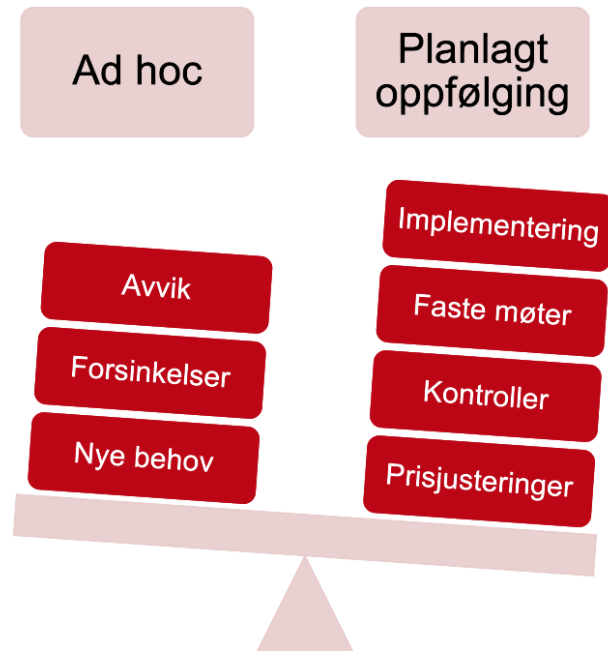 Ad hoc
Planlagt
oppfølging
Avvik
Forsinkelser
Nye behov
Implementering
Faste møter
Kontroller
Prisjusteringer